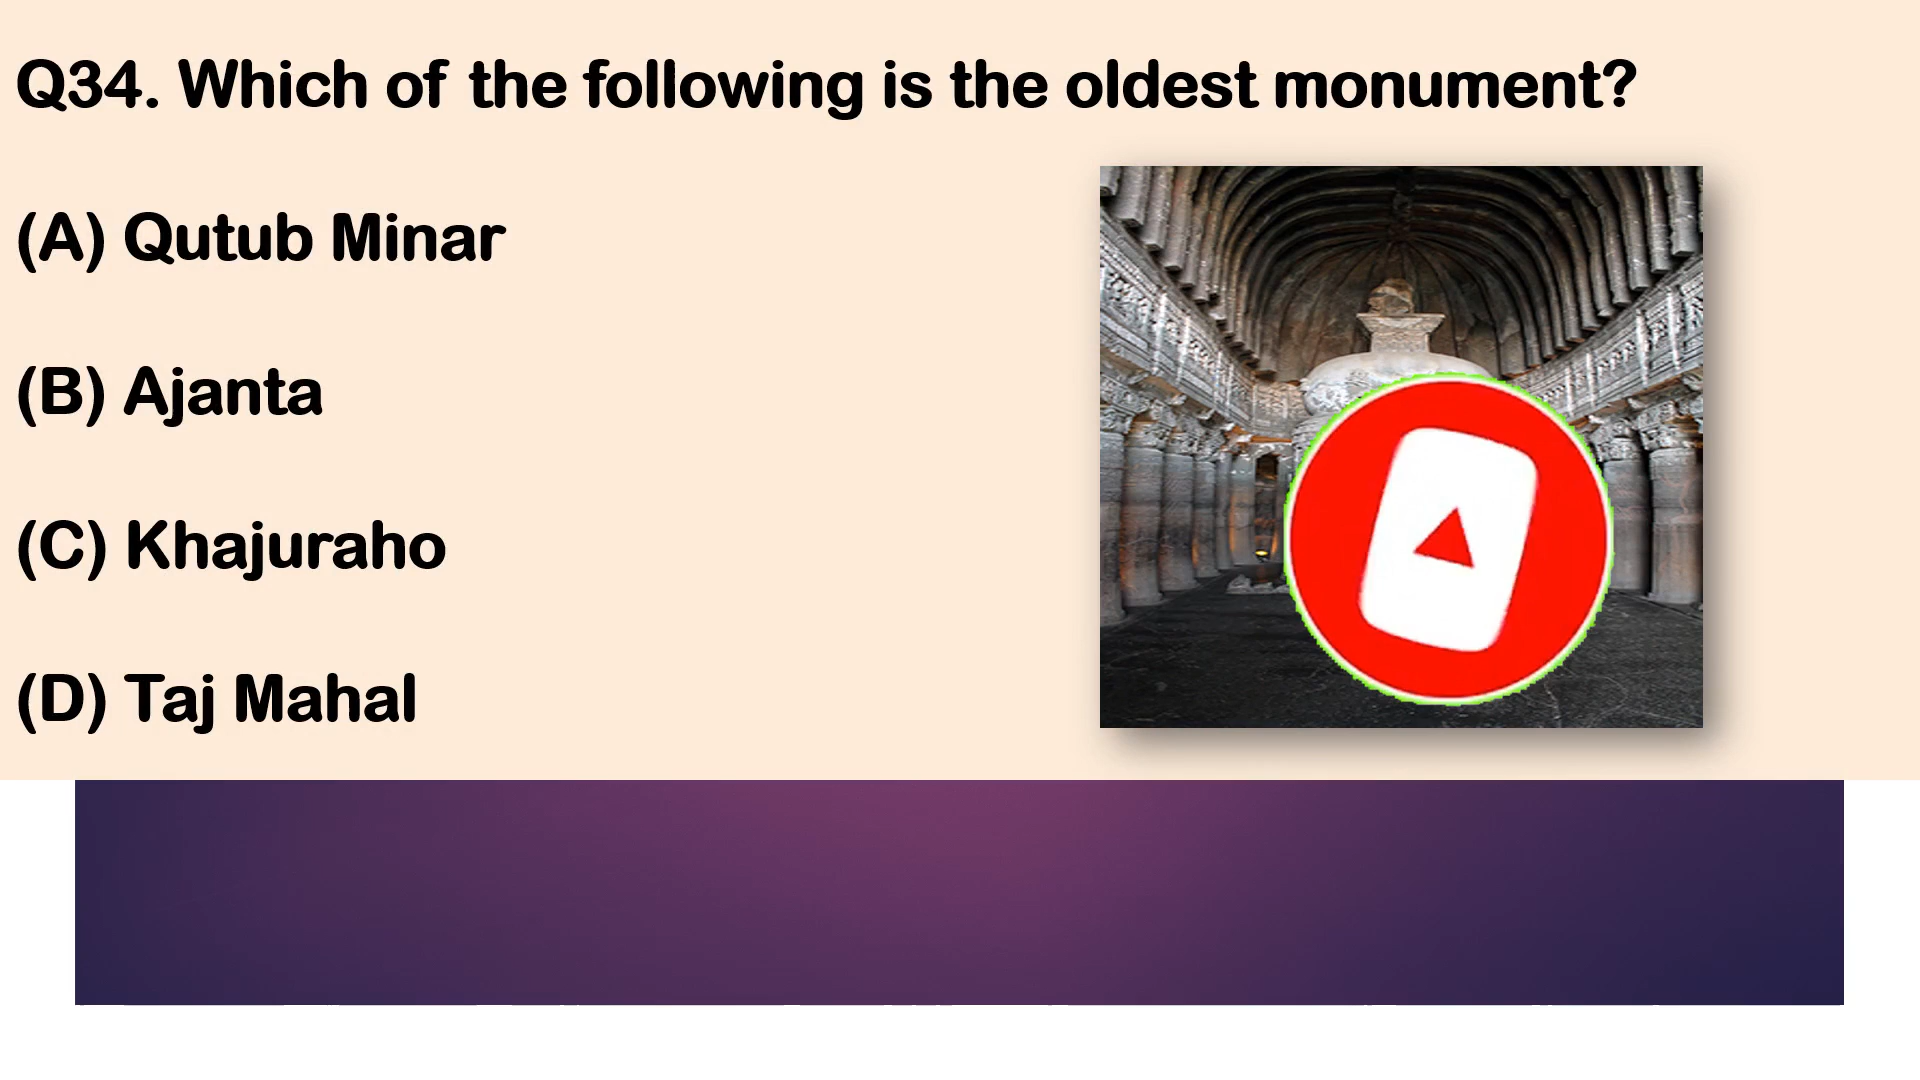 Q34. Which of the following is the oldest monument?
(A) Qutub Minar
(B) Ajanta
(C) Khajuraho
(D) Taj Mahal